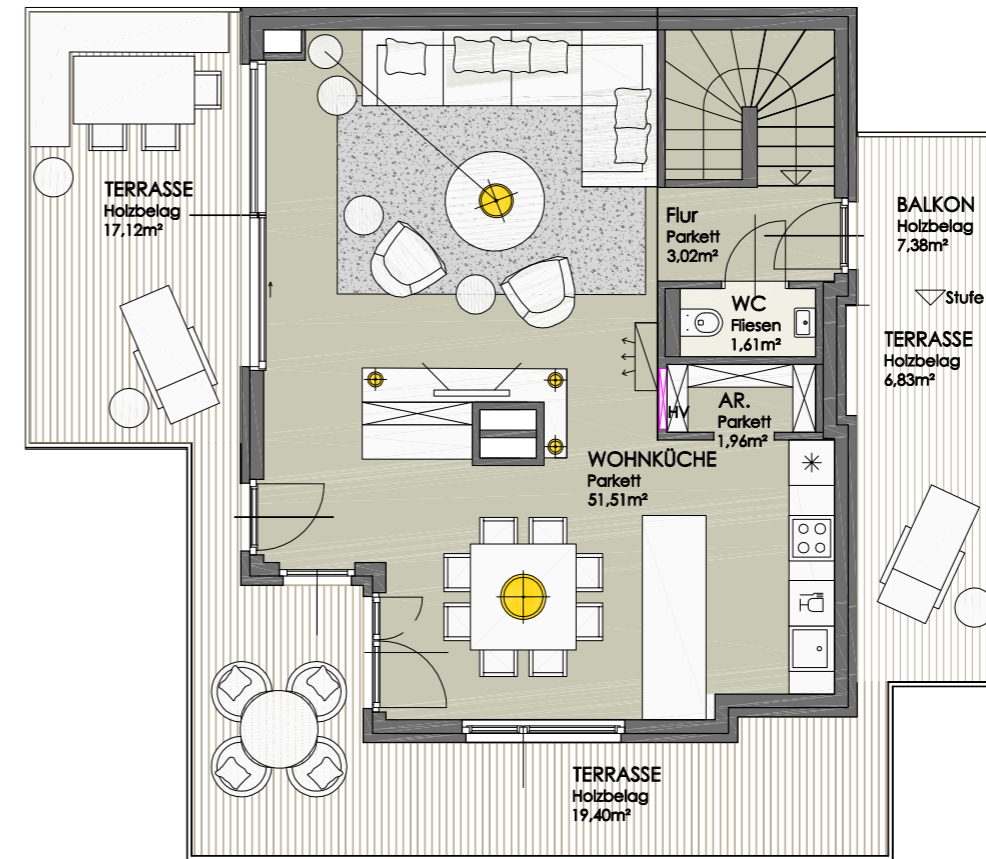 TERRASSE
Holzbelag
17,12m²
Flur
Parkett
3,02m²
BALKON
Holzbelag
7,38m²
Stufe
WC
Fliesen
1,61m²
TERRASSE
Holzbelag
6,83m²
HV
AR.
Parkett
1,96m²
WOHNKÜCHE
Parkett
51,51m²
TERRASSE
Holzbelag
19,40m²